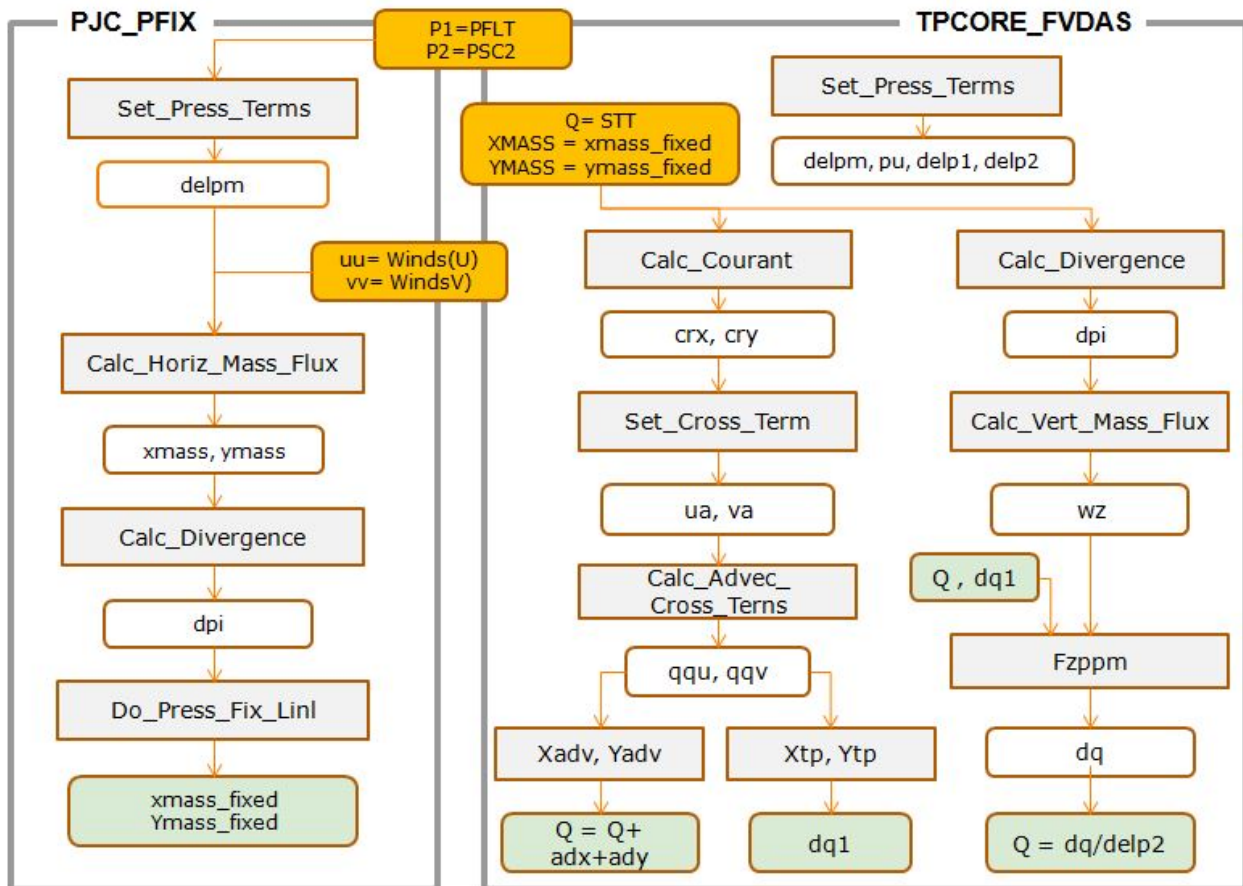 PJC_PFIX
P1=PFLT
P2=PSC2
TPCORE_FVDAS
Set_Press_Terms
delpm
uu= Winds(U)
vv= WindsV)
Calc_Horiz_Mass_Flux
xmass, ymass
Calc_Divergence
dpi
Do_Press_Fix_Linl
xmass_fixed
Ymass_fixed
Q= STT
XMASS = xmass_fixed
YMASS = ymass_fixed
Set_Press_Terms
delpm, pu, delp1, delp2
Calc_Courant
crx, cry
Set_Cross_Term
ua, va
Calc_Advec_
Cross_Terns
qqu, qqv
Xadv, Yadv
Q = Q+
adx+ady
Xtp, Ytp
dq1
Calc_Divergence
dpi
Calc_Vert_Mass_Flux
wz
Q , dq1
Fzppm
dq
Q = dq/delp2